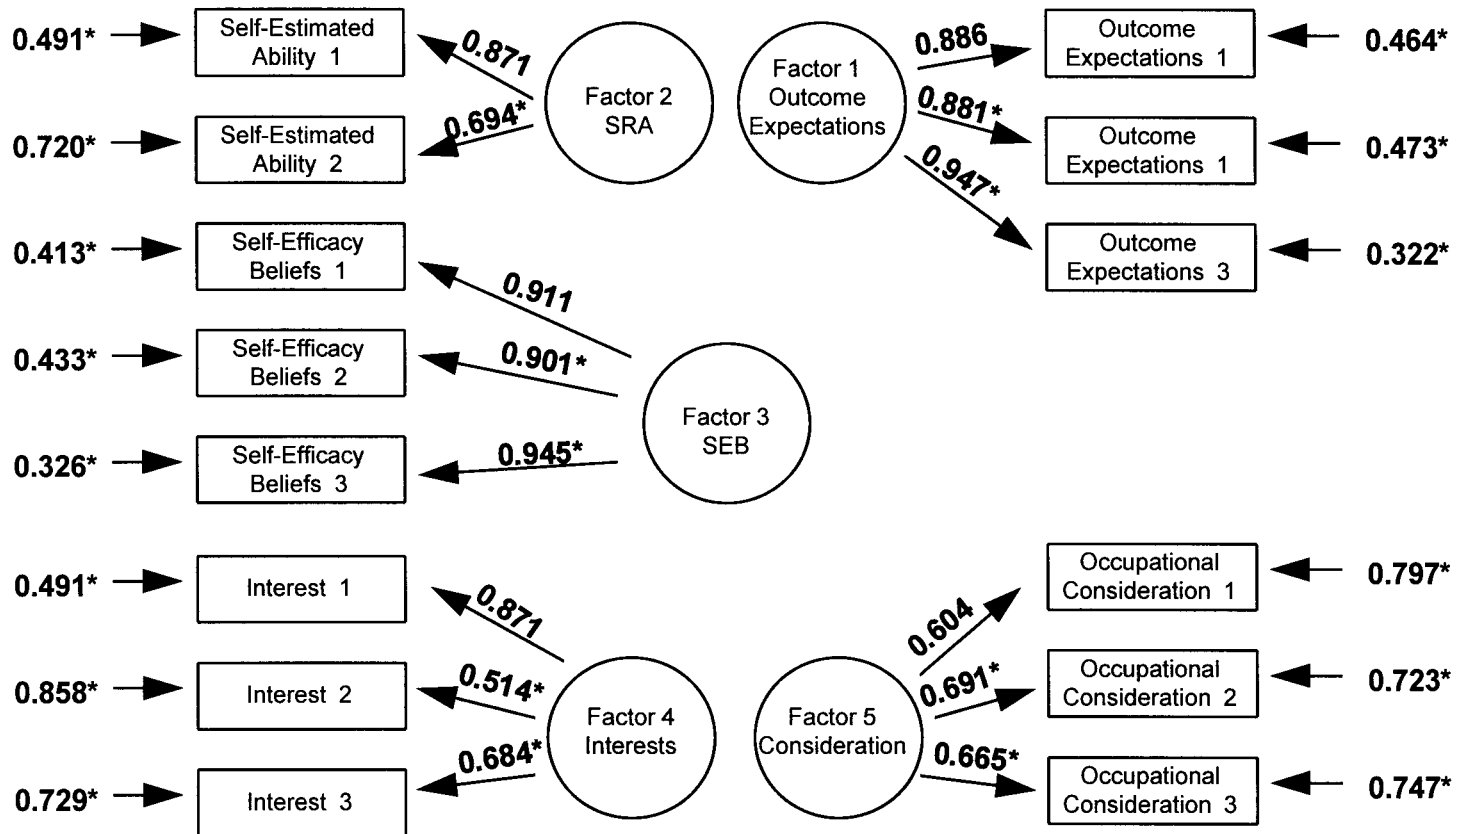 0.491*
Self-Estimated
Ability 1
0.871
0.720*
Self-Estimated
Ability 2
0.694*
Factor 2
SRA
Factor 1
Outcome
Expectations
0.886
Outcome
Expectations 1
0.464*
0.881*
Outcome
Expectations 1
0.473*
0.947*
Outcome
Expectations 3
0.322*
0.413*
Self-Efficacy
Beliefs 1
0.911
0.433*
Self-Efficacy
Beliefs 2
0.901*
0.326*
Self-Efficacy
Beliefs 3
0.945*
Factor 3
SEB
0.491*
Interest 1
0.871
0.858*
Interest 2
0.514*
0.729*
Interest 3
0.684*
Factor 4
Interests
Factor 5
Consideration
0.604
Occupational
Consideration 1
0.797*
0.691*
Occupational
Consideration 2
0.723*
0.665*
Occupational
Consideration 3
0.747*